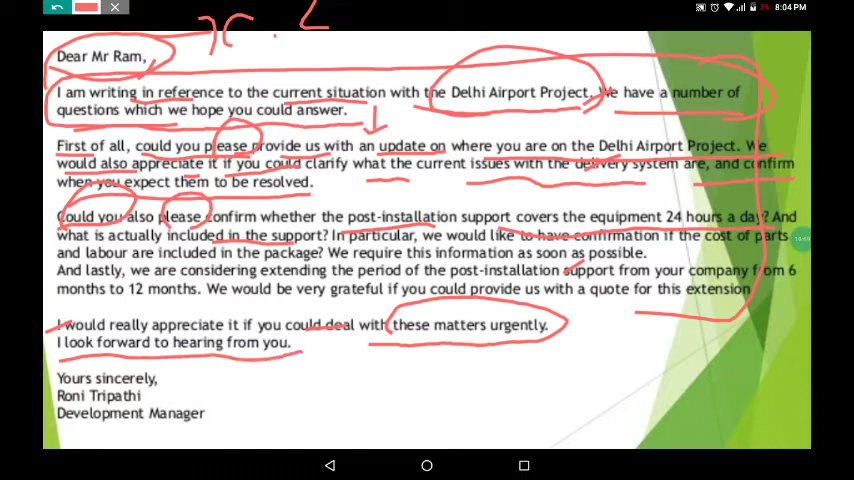 3% 8:04 PM
Dear Mr Ram,
I am writing in reference to the current situation with the Delhi Airport Project. We have a number of
questions which we hope you could answer.
First of all, could you please provide us with an update on where you are on the Delhi Airport Project. We
would also appreciate it if you could clarify what the current issues with the delivery system are, and confirm
when you expect them to be resolved.
Could you also please confirm whether the post-installation support covers the equipment 24 hours a day? And
what is actually included in the support? In particular, we would like to have confirmation if the cost of parts
and labour are included in the package? We require this information as soon as possible.
And lastly, we are considering extending the period of the post-installation support from your company from 6
months to 12 months. We would be very grateful if you could provide us with a quote for this extension
I would really appreciate it if you could deal with these matters urgently.
I look forward to hearing from you.
Yours sincerely,
Roni Tripathi
Development Manager